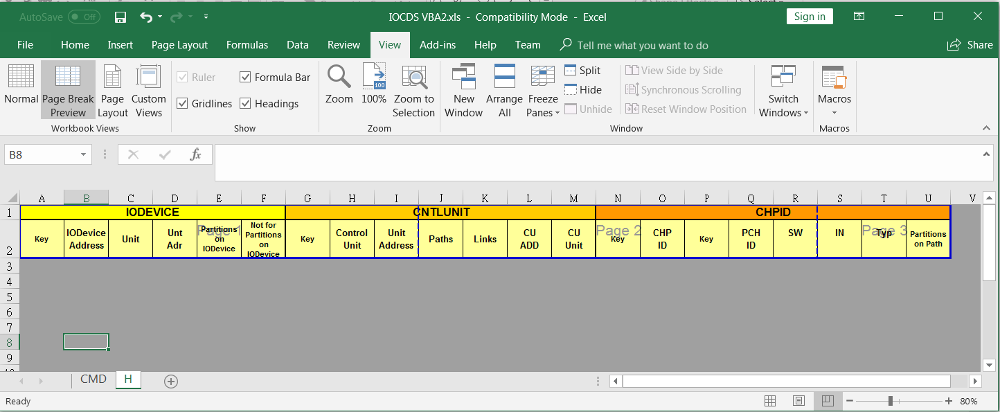 AutoSave Off IOCDS VBA2.xls - Compatibility Mode - Excel Sign in
File Home Insert Page Layout Formulas Data Review View Add-ins Help Team Tell me what you want to do Share
Normal
Page Break
Preview
Page
Layout
Custom
Views
Workbook Views
Ruler Formula Bar
Gridlines Headings
Show
Zoom
100
100%
Zoom to
Selection
Zoom
New
Window
Arrange
All
Freeze
Panes
Split
Hide
Unhide
View Side by Side
Synchronous Scrolling
Reset Window Position
Switch
Windows
Window
Macros
Macros
B8 fx
A B C D E F G H I J K L M N O P Q R S T U V
1 IODEVICE CNTLUNIT CHPID
2
Key
IODevice
Address
Unit
Unt
Adr
Partitions
on
IODevice
Page 1
Not for
Partitions
on
IODevice
Key
Control
Unit
Unit
Address
Paths
Links
CU
ADD
CU
Unit
Page 2
Key
CHP
ID
Key
PCH
ID
SW
IN
Page 3
Typ
Partitions
on Path
3
4
5
6
7
8
9
CMD H
Ready 80%